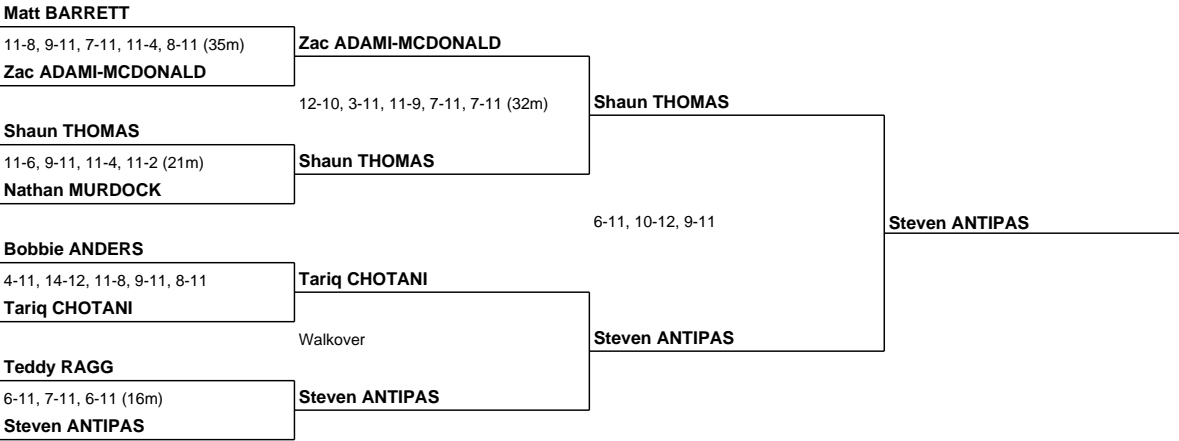 Matt BARRETT
11-8, 9-11, 7-11, 11-4, 8-11 (35m)
Zac ADAMI-MCDONALD
Zac ADAMI-MCDONALD
12-10, 3-11, 11-9, 7-11, 7-11 (32m)
Shaun THOMAS
Shaun THOMAS
11-6, 9-11, 11-4, 11-2 (21m)
Shaun THOMAS
Nathan MURDOCK
6-11, 10-12, 9-11
Steven ANTIPAS
Bobbie ANDERS
4-11, 14-12, 11-8, 9-11, 8-11
Tariq CHOTANI
Tariq CHOTANI
Walkover
Steven ANTIPAS
Teddy RAGG
6-11, 7-11, 6-11 (16m)
Steven ANTIPAS
Steven ANTIPAS